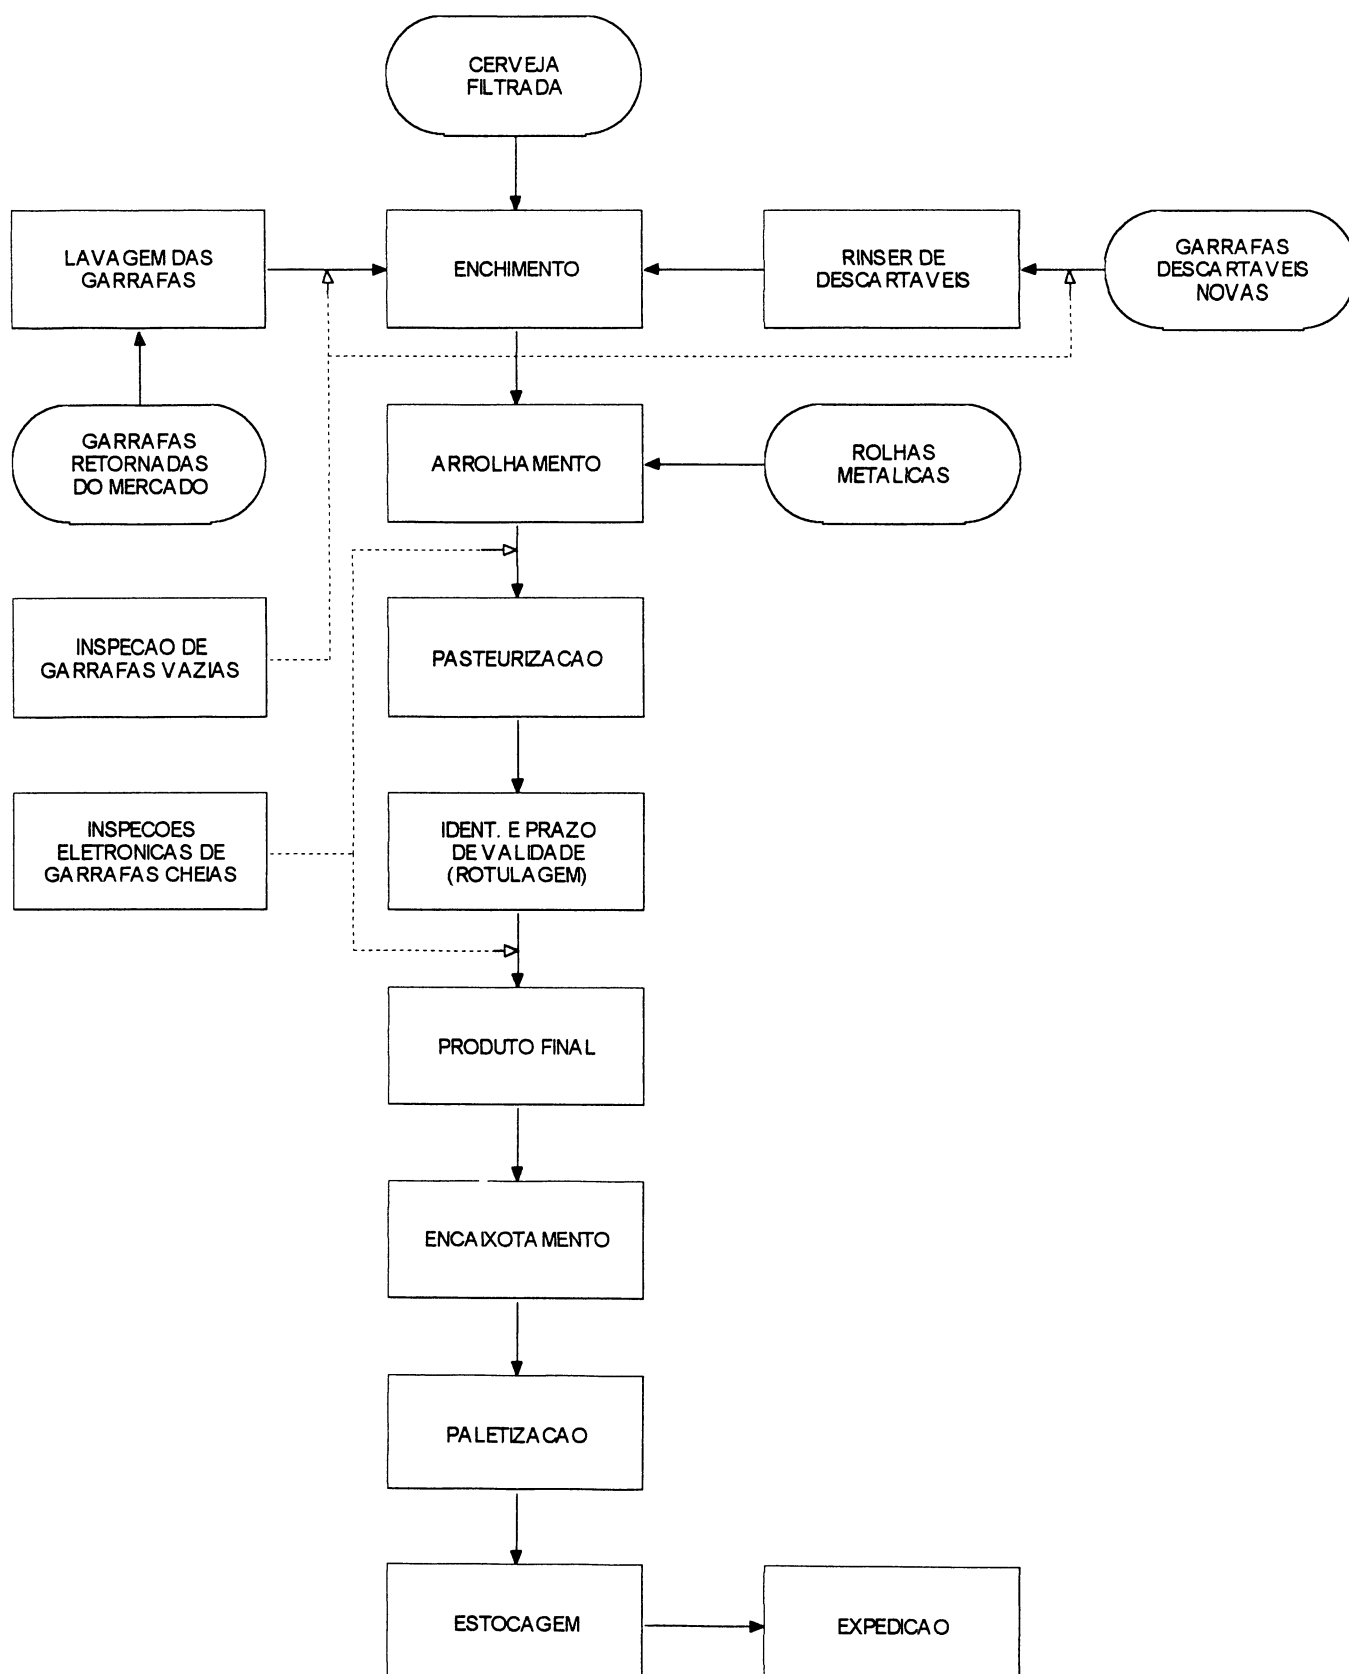 CERVEJA
FILTRADA
LAVAGEM DAS
GARRAFAS
ENCHIMENTO
RINSER DE
DESCARTAVEIS
GARRAFAS
DESCARTAVEIS
NOVAS
GARRAFAS
RETORNADAS
DO MERCADO
ARROLHAMENTO
ROLHAS
METALICAS
INSPECAO DE
GARRAFAS VAZIAS
PASTEURIZACAO
INSPECOES
ELETRONICAS DE
GARRAFAS CHEIAS
IDENT. E PRAZO
DE VALIDADE
(ROTULAGEM)
PRODUTO FINAL
ENCAIXOTAMENTO
PALETIZACAO
ESTOCAGEM
EXPEDICAO